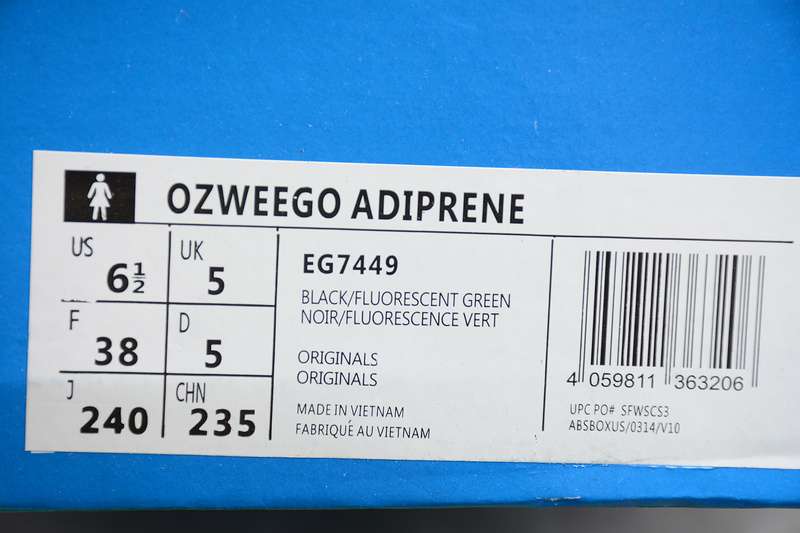 OZWEEGO ADIPRENE
US 6½
UK 5
F 38
D 5
J 240
CHN 235
EG7449
BLACK/FLUORESCENT GREEN
NOIR/FLUORESCENCE VERT
ORIGINALS
ORIGINALS
MADE IN VIETNAM
FABRIQUÉ AU VIETNAM
4 059811 363206
UPC PO# SFWSCS3
ABSBOXUS/0314/V10